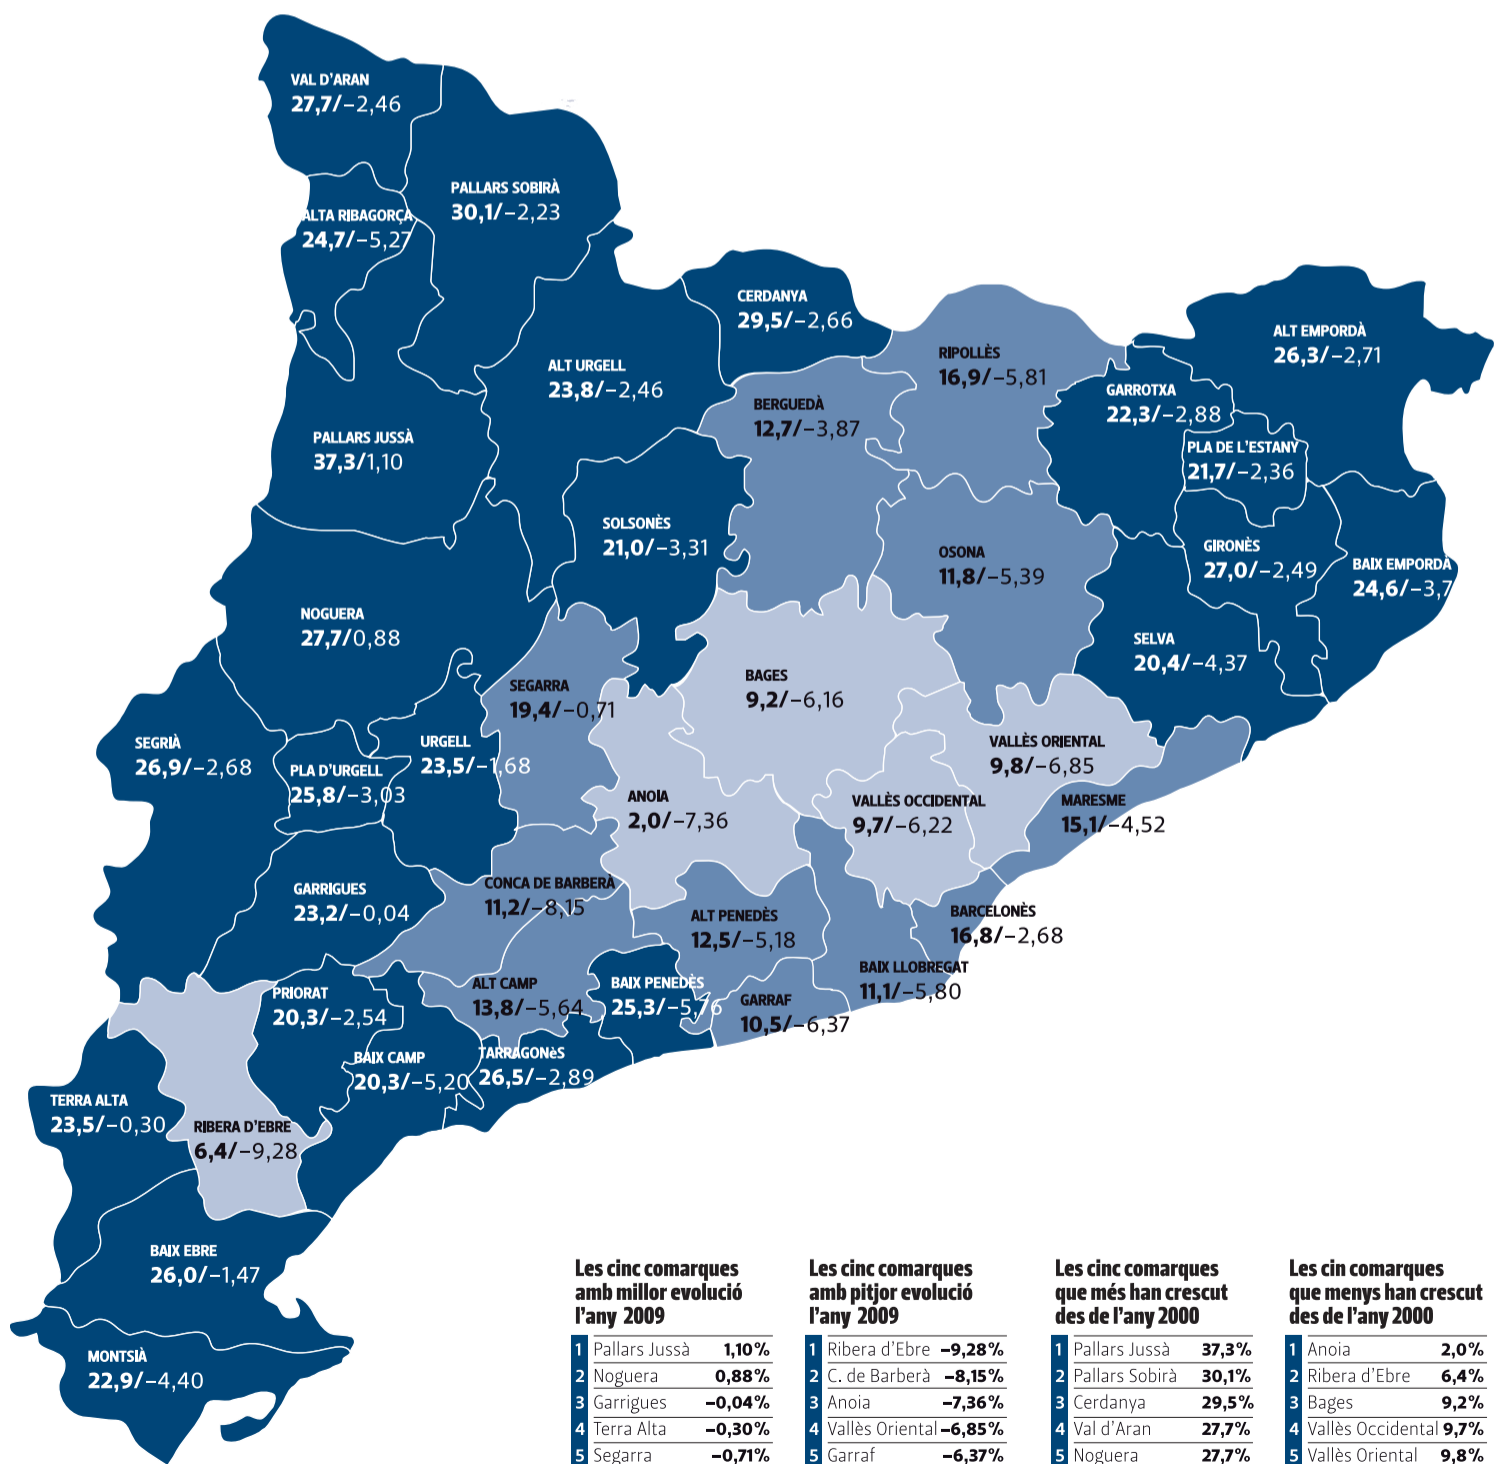 VAL D'ARAN
27,7/−2,46
PALLARS SOBIRÀ
30,1/−2,23
ALTA RIBAGORÇA
24,7/−5,27
CERDANYA
29,5/−2,66
ALT EMPORDÀ
26,3/−2,71
RIPOLLÈS
16,9/−5,81
ALT URGELL
23,8/−2,46
GARROTXA
22,3/−2,88
BERGUEDÀ
12,7/−3,87
PALLARS JUSSÀ
37,3/1,10
PLA DE L'ESTANY
21,7/−2,36
SOLSONÈS
21,0/−3,31
OSONA
11,8/−5,39
GIRONÈS
27,0/−2,49
BAIX EMPORDÀ
24,6/−3,7
NOGUERA
27,7/0,88
SELVA
20,4/−4,37
SEGARRA
19,4/−0,71
BAGES
9,2/−6,16
SEGRIÀ
26,9/−2,68
URGELL
23,5/−1,68
VALLÈS ORIENTAL
9,8/−6,85
PLA D'URGELL
25,8/−3,03
ANOIA
2,0/−7,36
VALLÈS OCCIDENTAL
9,7/−6,22
MARESME
15,1/−4,52
GARRIGUES
23,2/−0,04
CONCA DE BARBERÀ
11,2/−8,15
ALT PENEDÈS
12,5/−5,18
BARCELONÈS
16,8/−2,68
BAIX LLOBREGAT
11,1/−5,80
PRIORAT
20,3/−2,54
ALT CAMP
13,8/−5,64
BAIX PENEDÈS
25,3/−5,76
GARRAF
10,5/−6,37
BAIX CAMP
20,3/−5,20
TARRAGONèS
26,5/−2,89
TERRA ALTA
23,5/−0,30
RIBERA D'EBRE
6,4/−9,28
BAIX EBRE
26,0/−1,47
MONTSIÀ
22,9/−4,40
Les cinc comarques
amb millor evolució
l'any 2009
1 Pallars Jussà 1,10%
2 Noguera 0,88%
3 Garrigues −0,04%
4 Terra Alta −0,30%
5 Segarra −0,71%
Les cinc comarques
amb pitjor evolució
l'any 2009
1 Ribera d'Ebre −9,28%
2 C. de Barberà −8,15%
3 Anoia −7,36%
4 Vallès Oriental −6,85%
5 Garraf −6,37%
Les cinc comarques
que més han crescut
des de l'any 2000
1 Pallars Jussà 37,3%
2 Pallars Sobirà 30,1%
3 Cerdanya 29,5%
4 Val d'Aran 27,7%
5 Noguera 27,7%
Les cin comarques
que menys han crescut
des de l'any 2000
1 Anoia 2,0%
2 Ribera d'Ebre 6,4%
3 Bages 9,2%
4 Vallès Occidental 9,7%
5 Vallès Oriental 9,8%